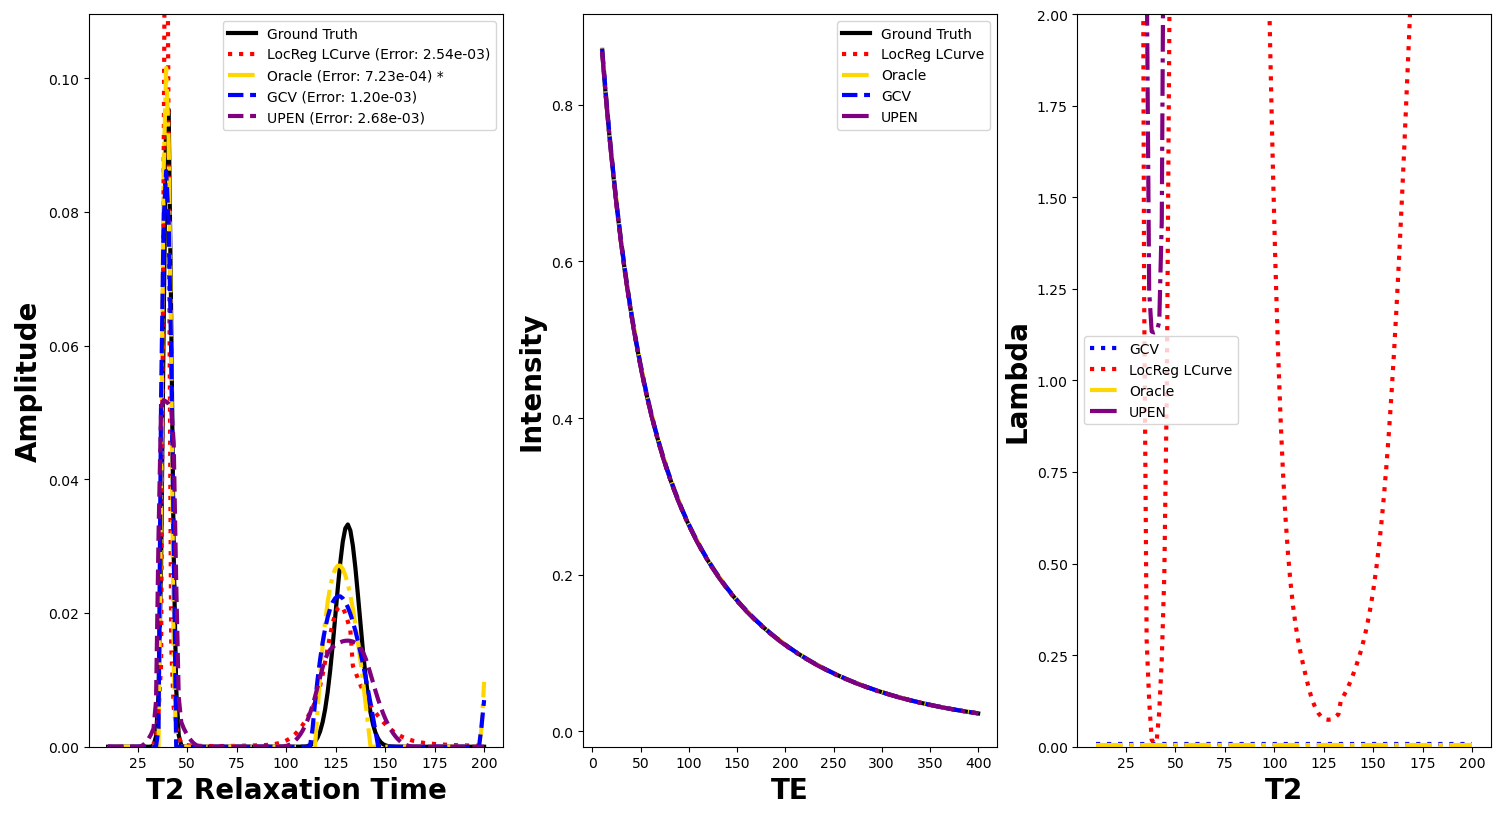 Amplitude
0.10
0.08
0.06
0.04
0.02
0.00
Ground Truth
LocReg LCurve (Error: 2.54e-03)
Oracle (Error: 7.23e-04) *
GCV (Error: 1.20e-03)
UPEN (Error: 2.68e-03)
25 50 75 100 125 150 175 200
T2 Relaxation Time
Intensity
0.8
0.6
0.4
0.2
0.0
Ground Truth
LocReg LCurve
Oracle
GCV
UPEN
0 50 100 150 200 250 300 350 400
TE
Lambda
2.00
1.75
1.50
1.25
1.00
0.75
0.50
0.25
0.00
GCV
LocReg LCurve
Oracle
UPEN
25 50 75 100 125 150 175 200
T2